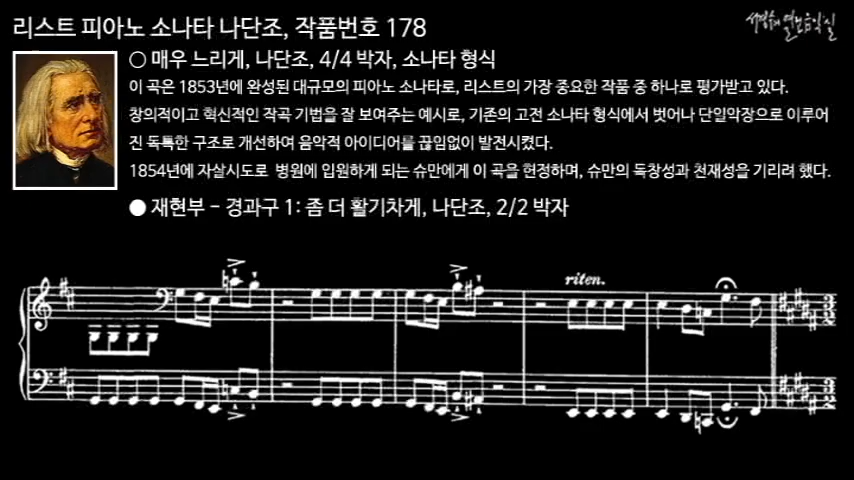 리스트 피아노 소나타 나단조, 작품번호 178
○ 매우 느리게, 나단조, 4/4 박자, 소나타 형식
이 곡은 1853년에 완성된 대규모의 피아노 소나타로, 리스트의 가장 중요한 작품 중 하나로 평가받고 있다.
창의적이고 혁신적인 작곡 기법을 잘 보여주는 예시로, 기존의 고전 소나타 형식에서 벗어나 단일악장으로 이루어
진 독특한 구조로 개선하여 음악적 아이디어를 끊임없이 발전시켰다.
1854년에 자살시도로 병원에 입원하게 되는 슈만에게 이 곡을 헌정하며, 슈만의 독창성과 천재성을 기리려 했다.
● 재현부 - 경과구 1: 좀 더 활기차게, 나단조, 2/2 박자
riten.